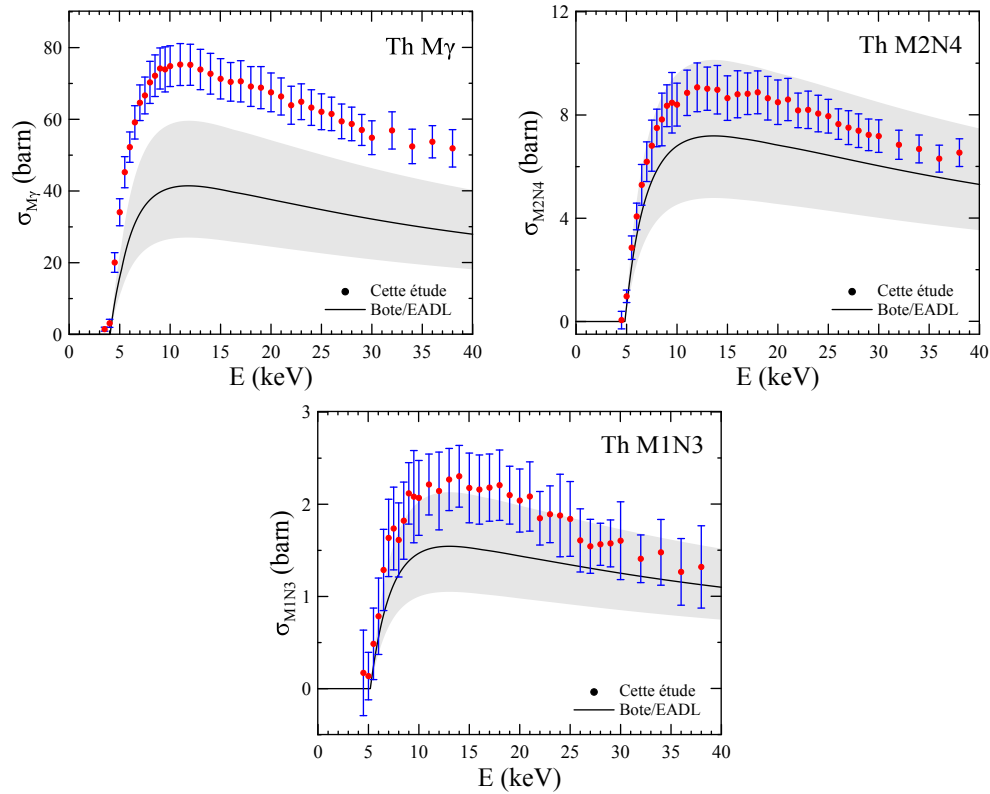 Th Mγ
80
60
40
20
0
σMγ (barn)
Cette étude
Bote/EADL
0 5 10 15 20 25 30 35 40
E (keV)
Th M2N4
12
8
4
0
σM2N4 (barn)
Cette étude
Bote/EADL
0 5 10 15 20 25 30 35 40
E (keV)
Th M1N3
3
2
1
0
σM1N3 (barn)
Cette étude
Bote/EADL
0 5 10 15 20 25 30 35 40
E (keV)